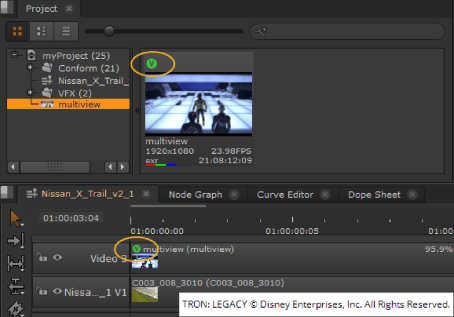 Project
myProject (25)
Conform (21)
Nissan_X_Trail_
VFX (2)
multiview
V
multiview
1920x1080 23.98FPS
exr 21:08:12:09
Nissan_X_Trail_v2_1 Node Graph Curve Editor Dope Sheet
01:00:03:04
01:00:00:00 01:00:00:05 01:00
Video 3 V multiview (multiview) 95.9%
Nissa..._1 V1 C003_008_3010 (C003_008_3010)
TRON: LEGACY © Disney Enterprises, Inc. All Rights Reserved.